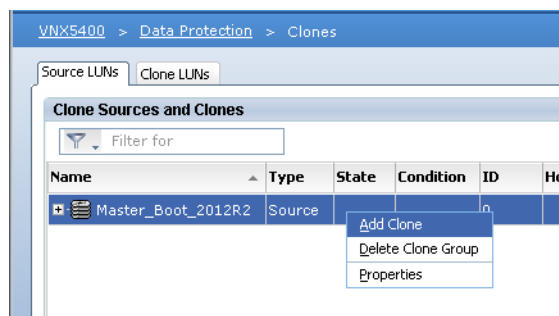 VNX5400 > Data Protection > Clones
Source LUNs Clone LUNs
Clone Sources and Clones
Filter for
Name Type State Condition ID
Master_Boot_2012R2 Source 0
Add Clone
Delete Clone Group
Properties